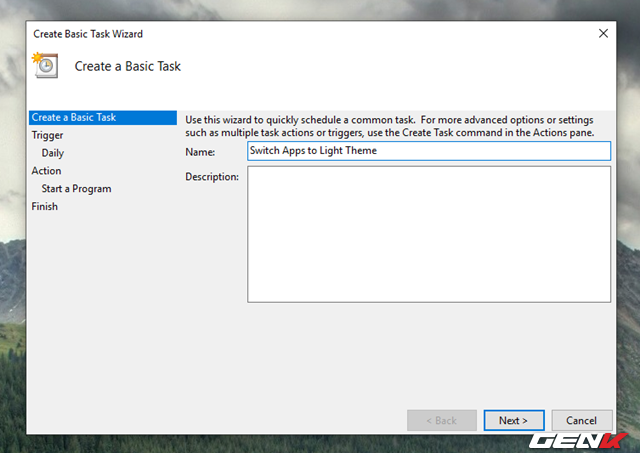 Create Basic Task Wizard
Create a Basic Task
Create a Basic Task
Trigger
Daily
Action
Start a Program
Finish
Use this wizard to quickly schedule a common task.  For more advanced options or settings
such as multiple task actions or triggers, use the Create Task command in the Actions pane.
Name:
Switch Apps to Light Theme
Description:
< Back
Next >
Cancel
GENK